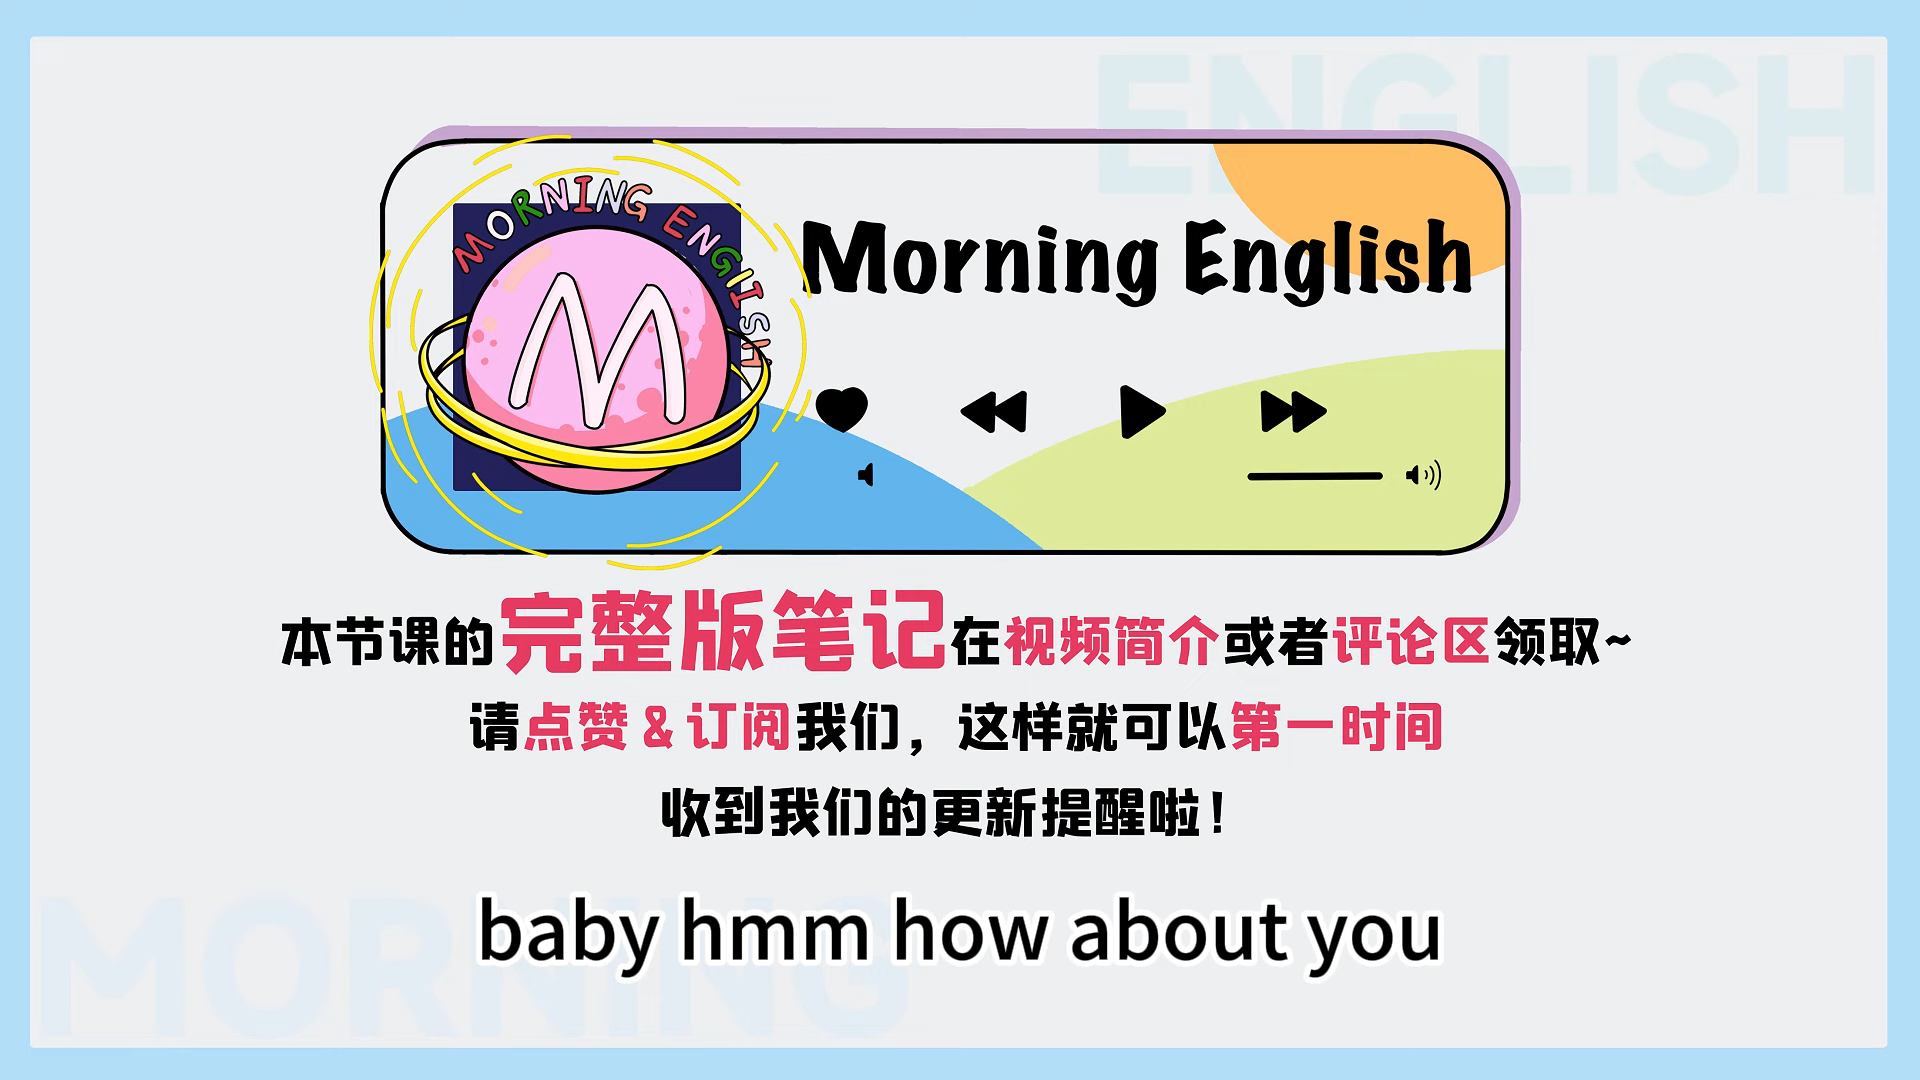 ENGLISH
MORNING ENGLISH
M
Morning English
本节课的完整版笔记在视频简介或者评论区领取~
请点赞&订阅我们，这样就可以第一时间
收到我们的更新提醒啦！
MORNING
baby hmm how about you